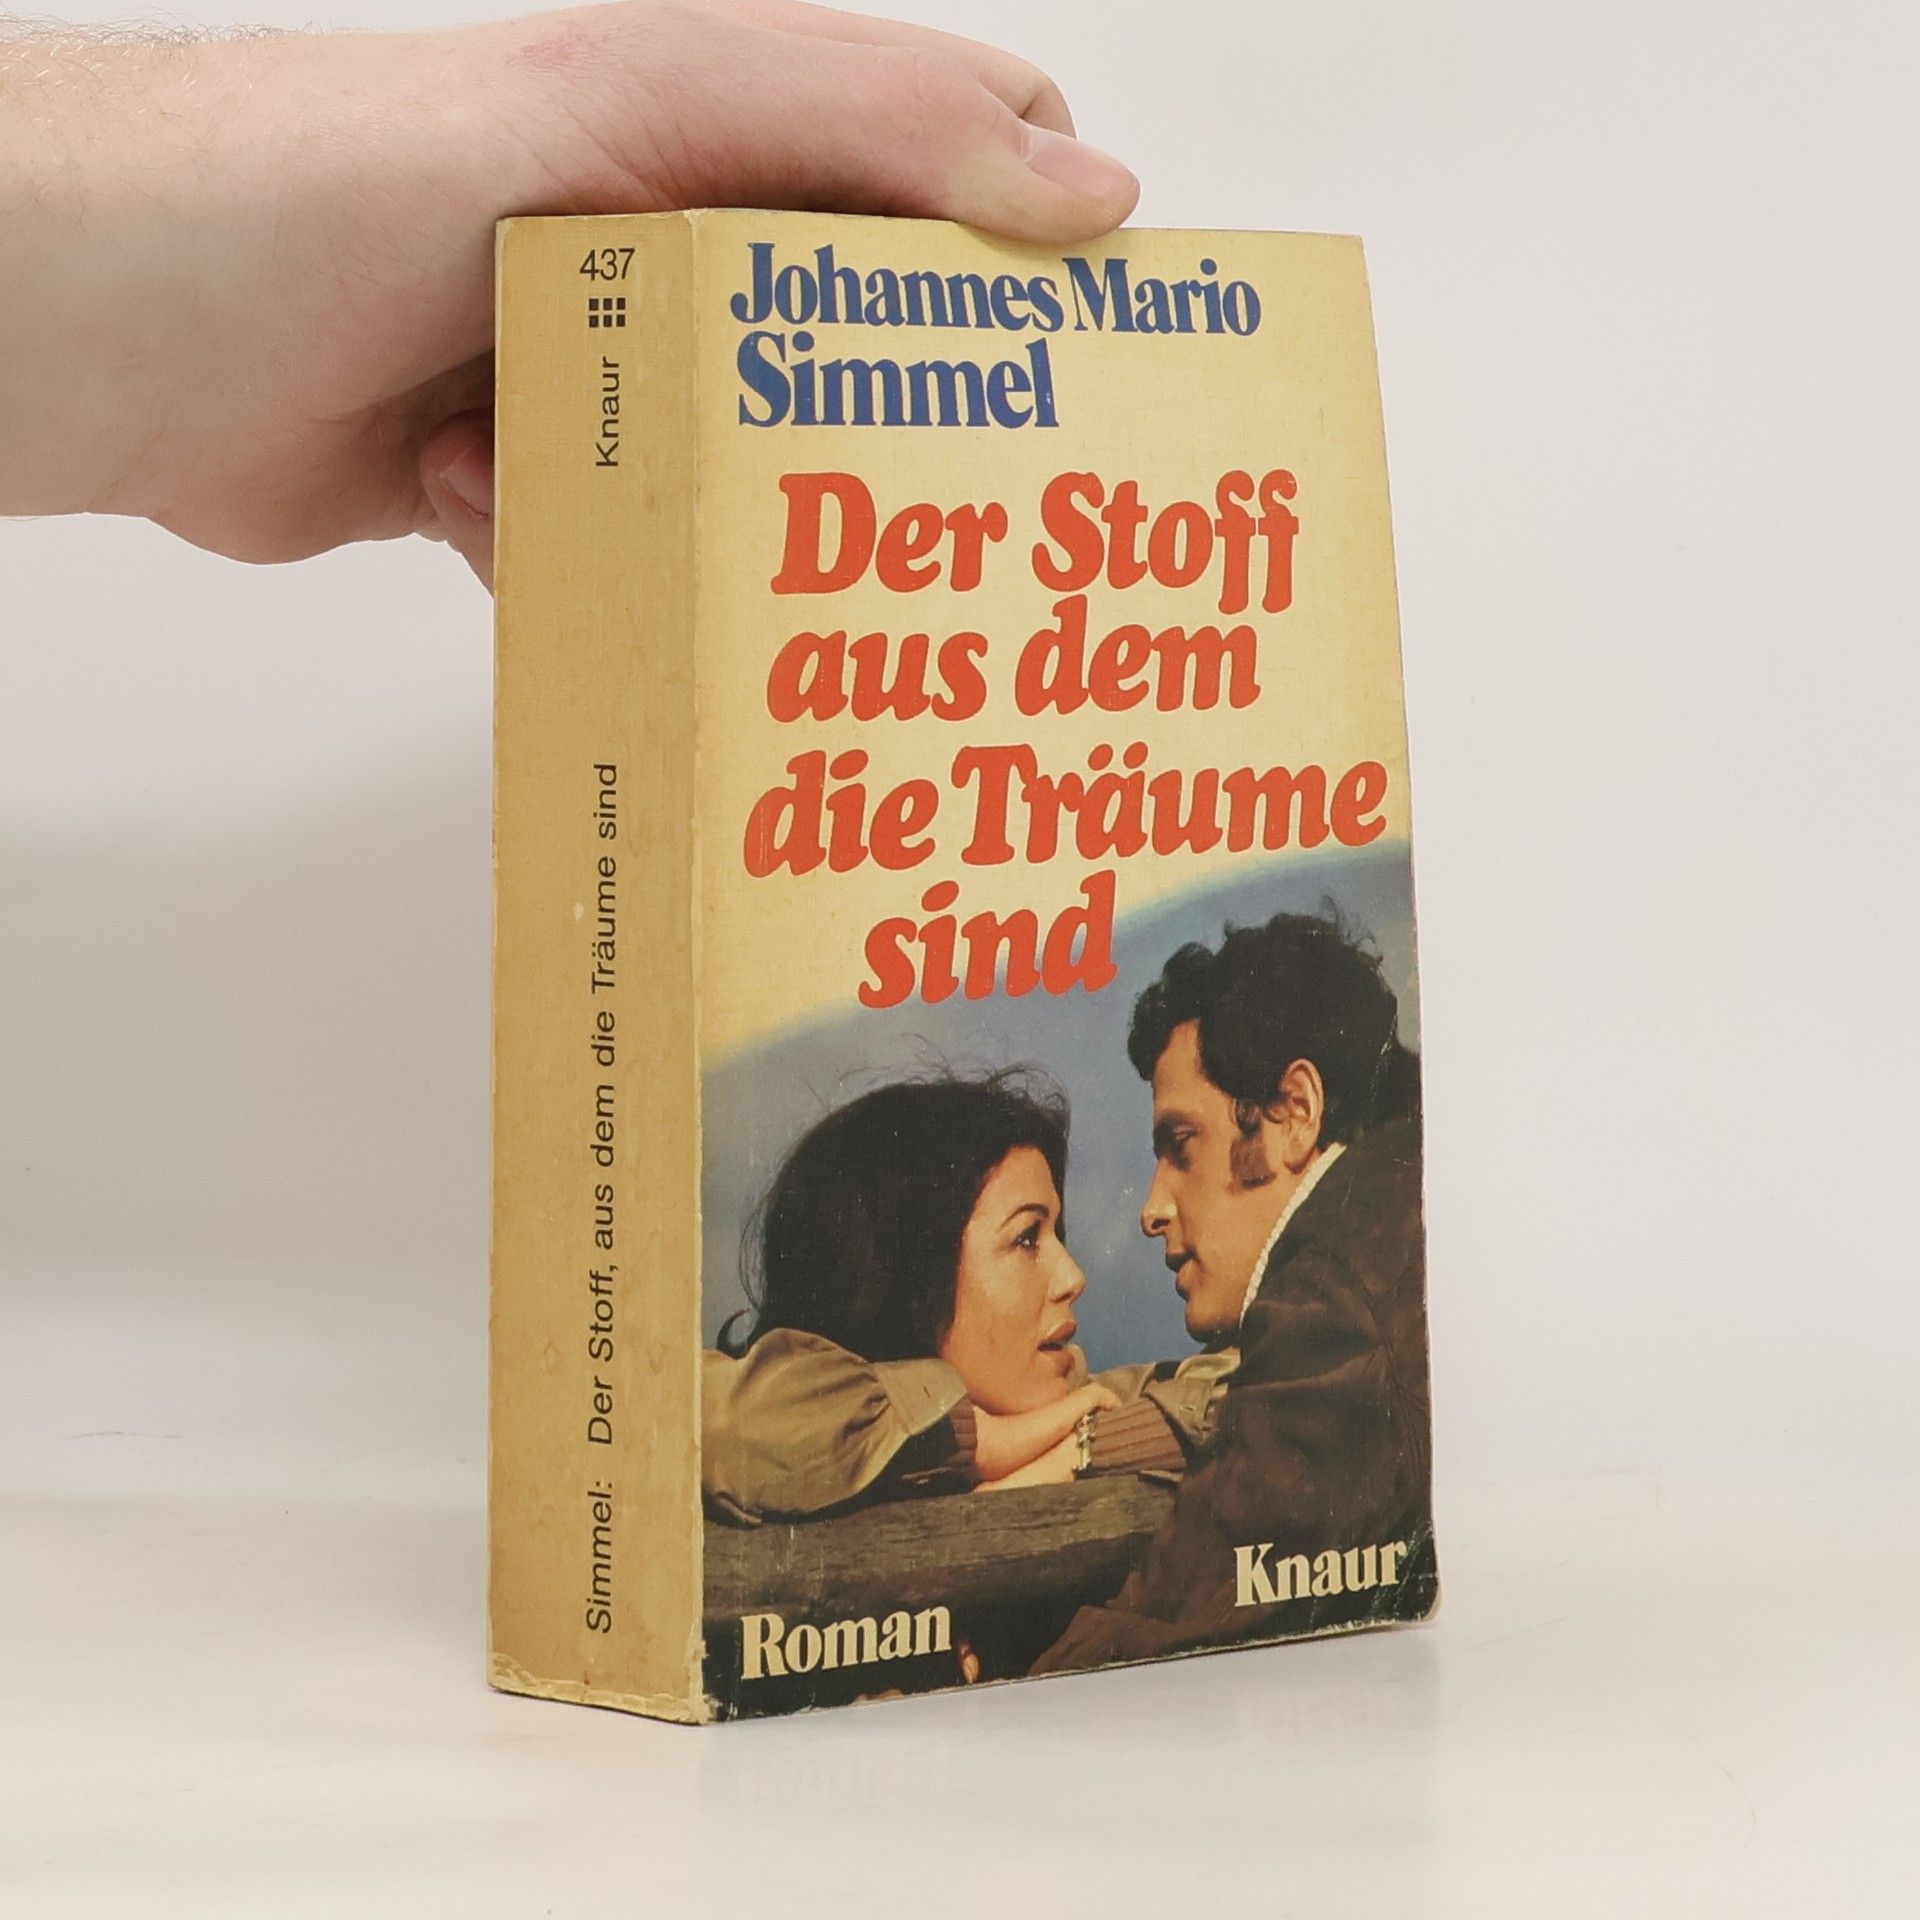 437
Knaur
Simmel: Der Stoff, aus dem die Träume sind
Johannes Mario
Simmel
Der Stoff
aus dem
die Träume
sind
Roman
Knaur